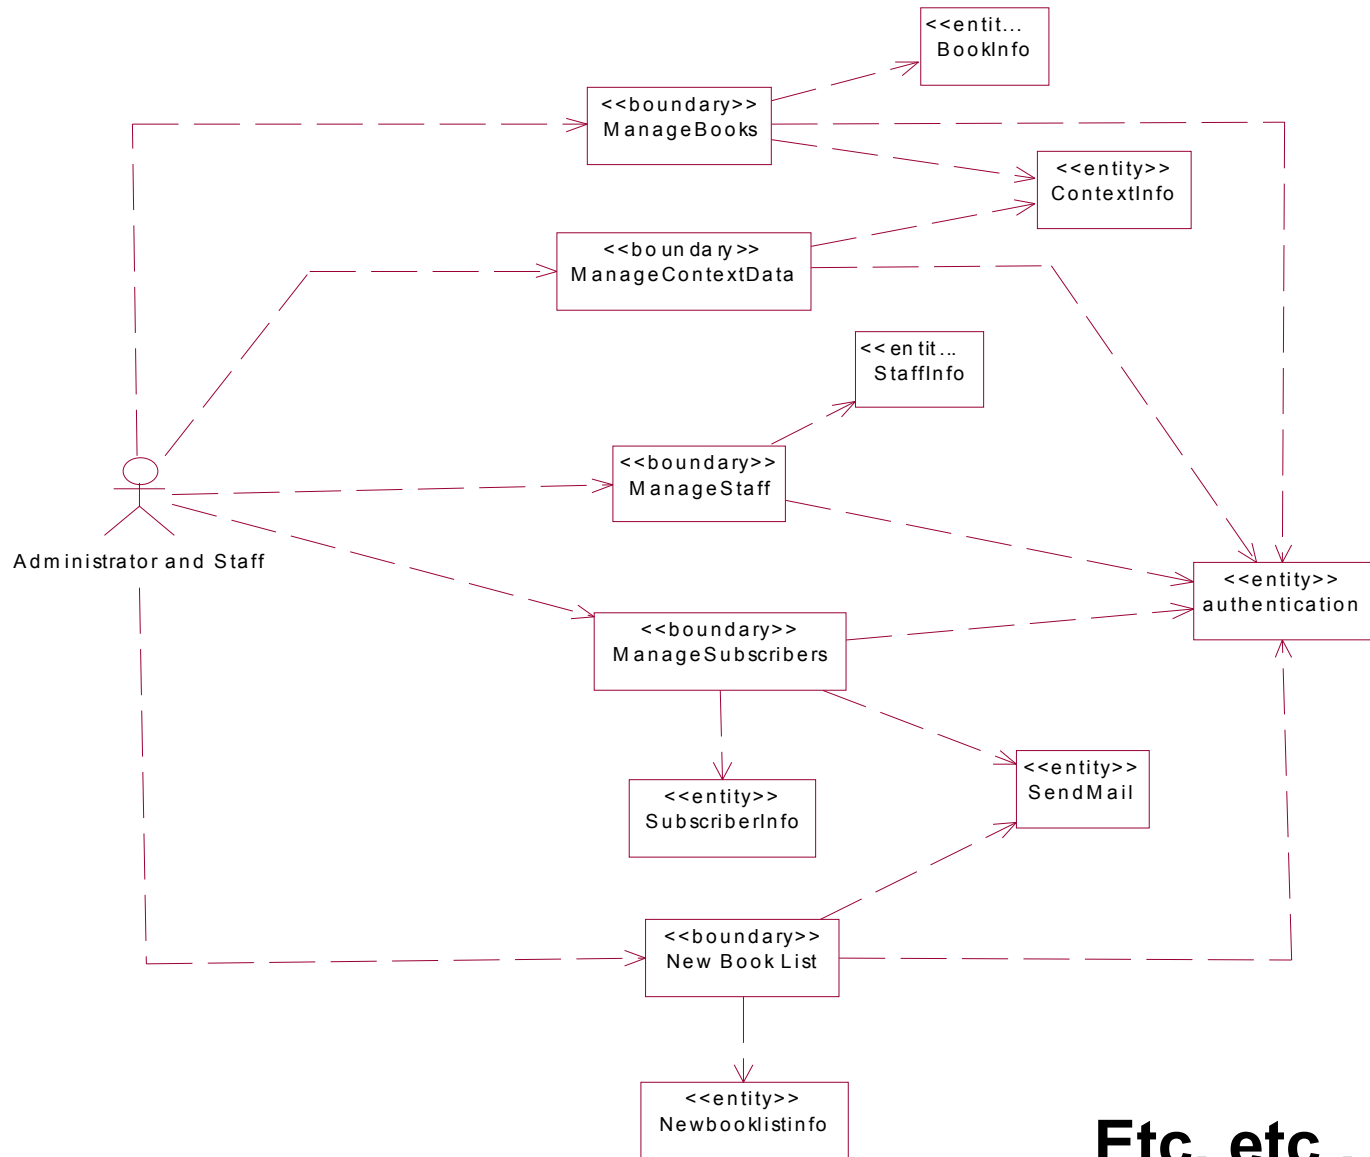 <<entit...
BookInfo
<<boundary>>
ManageBooks
<<entity>>
ContextInfo
<<boundary>>
ManageContextData
<<entit...
StaffInfo
<<boundary>>
ManageStaff
Administrator and Staff
<<entity>>
authentication
<<boundary>>
ManageSubscribers
<<entity>>
SendMail
<<entity>>
SubscriberInfo
<<boundary>>
New Book List
<<entity>>
Newbooklistinfo
Etc. etc .